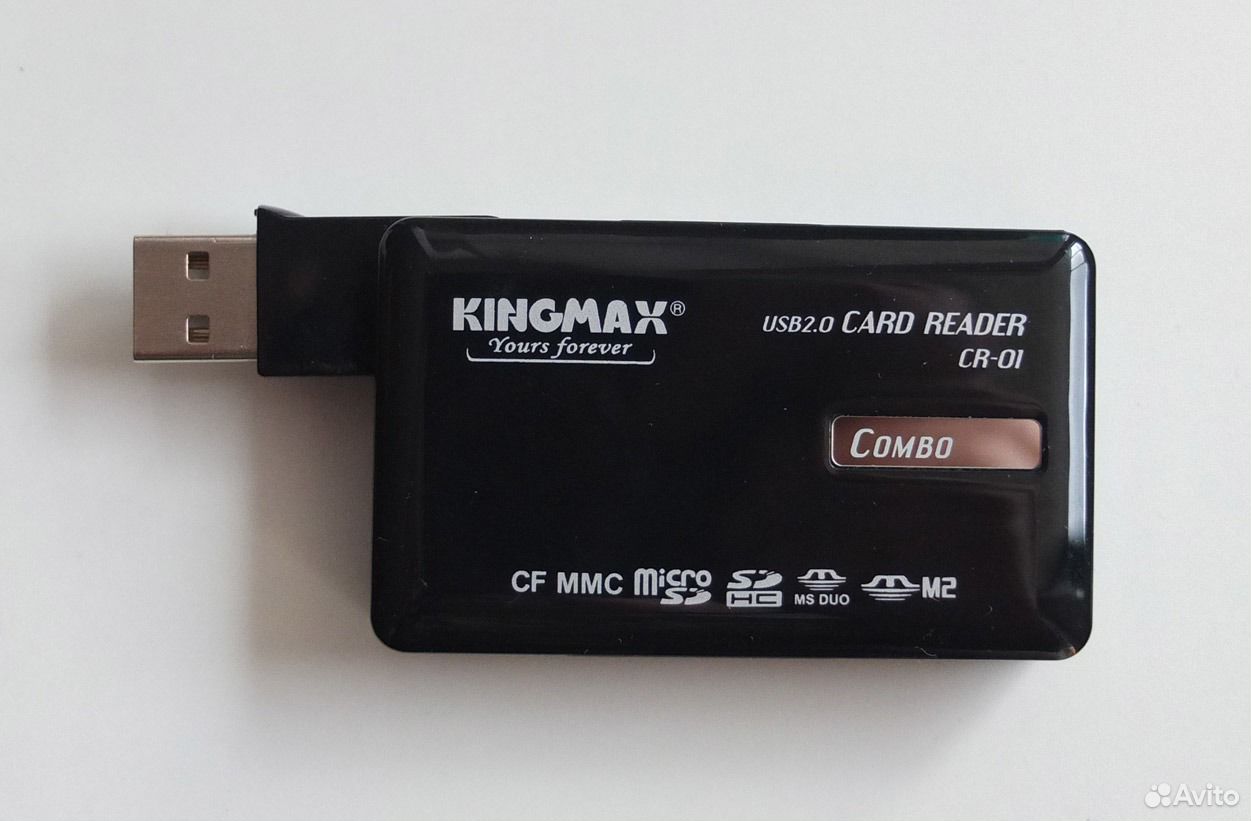 KINGMAX®
Yours forever
USB2.0 CARD READER
CR-01
COMBO
CF MMC Micro SD SD HC MS DUO M2
Avito